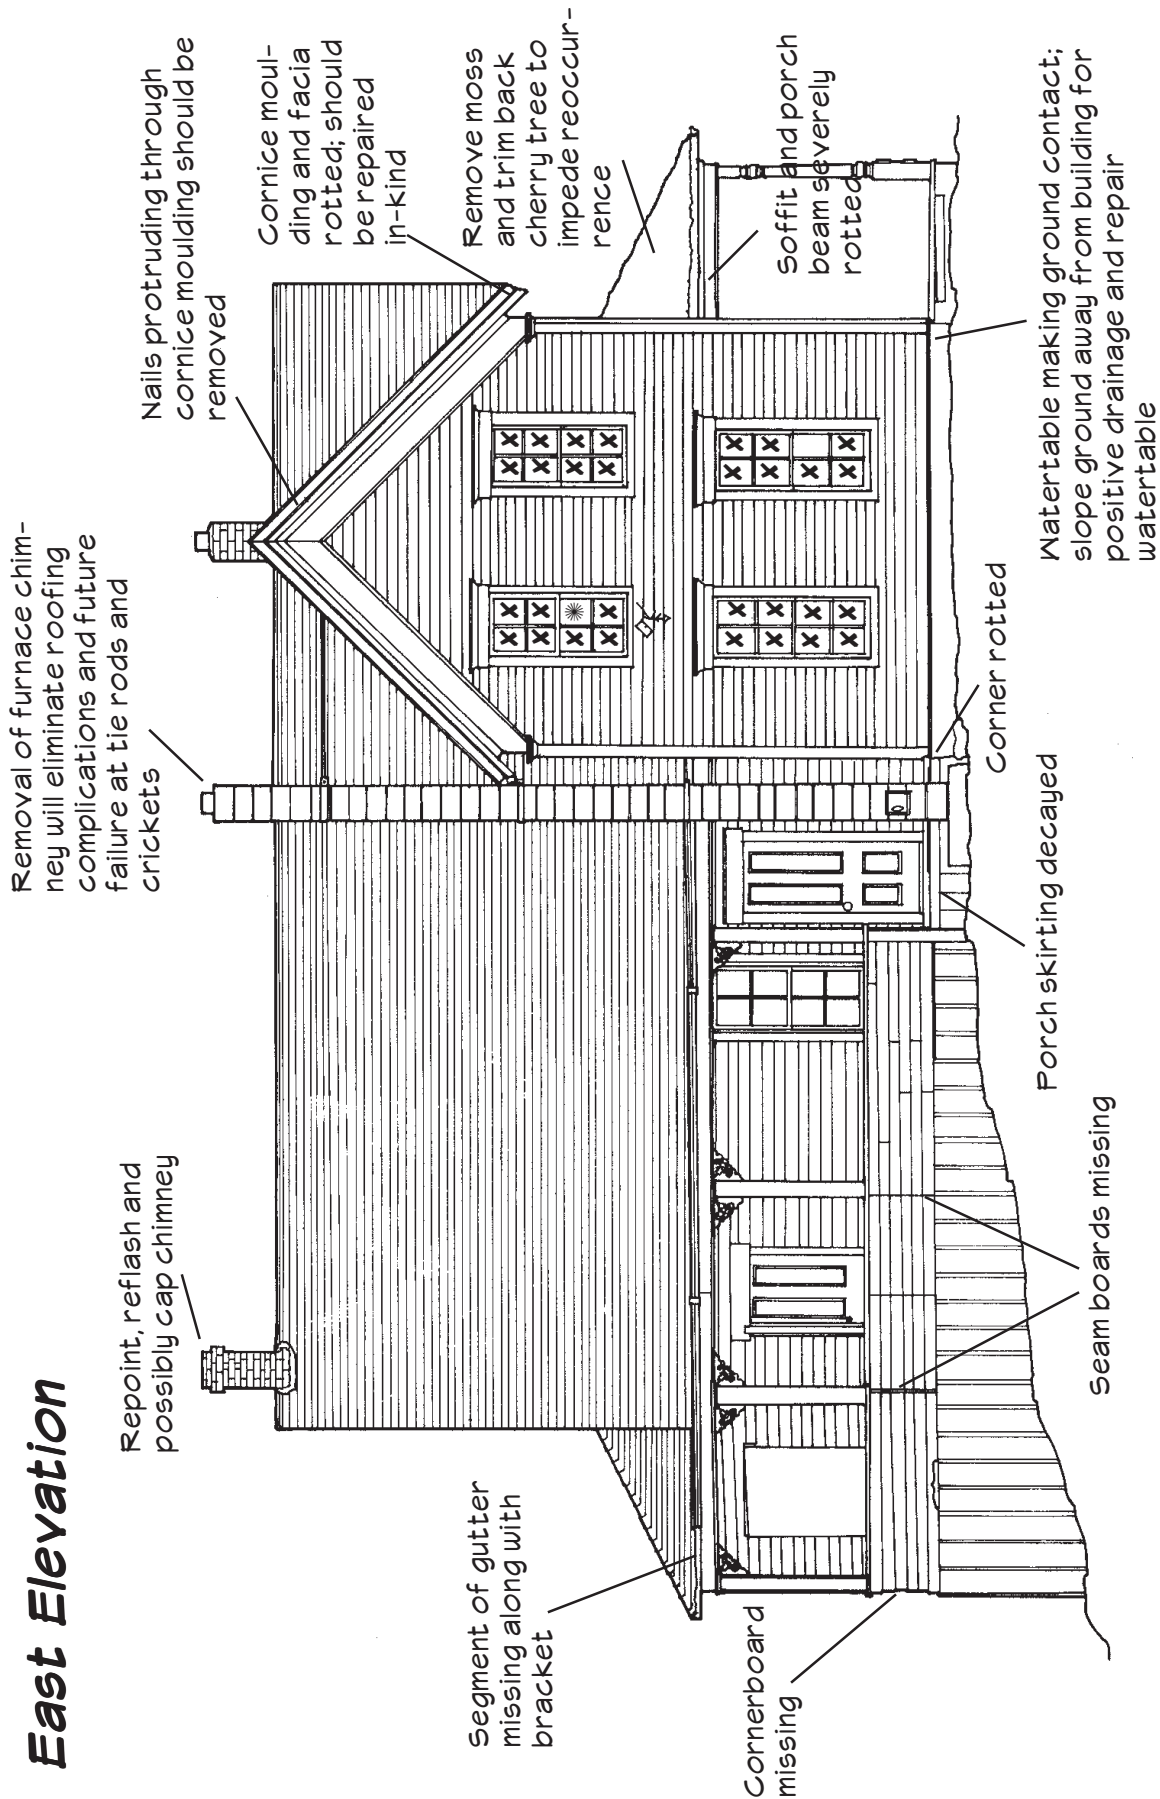 East Elevation
Repoint, reflash and
possibly cap chimney
Removal of furnace chim-
ney will eliminate roofing
complications and future
failure at tie rods and
crickets
Nails protruding through
cornice moulding should be
removed
Cornice moul-
ding and facia
rotted; should
be repaired
in-kind
Remove moss
and trim back
cherry tree to
impede reoccur-
rence
Soffit and porch
beam severely
rotted
Segment of gutter
missing along with
bracket
Cornerboard
missing
Seam boards missing
Porch skirting decayed
Corner rotted
Watertable making ground contact;
slope ground away from building for
positive drainage and repair
watertable